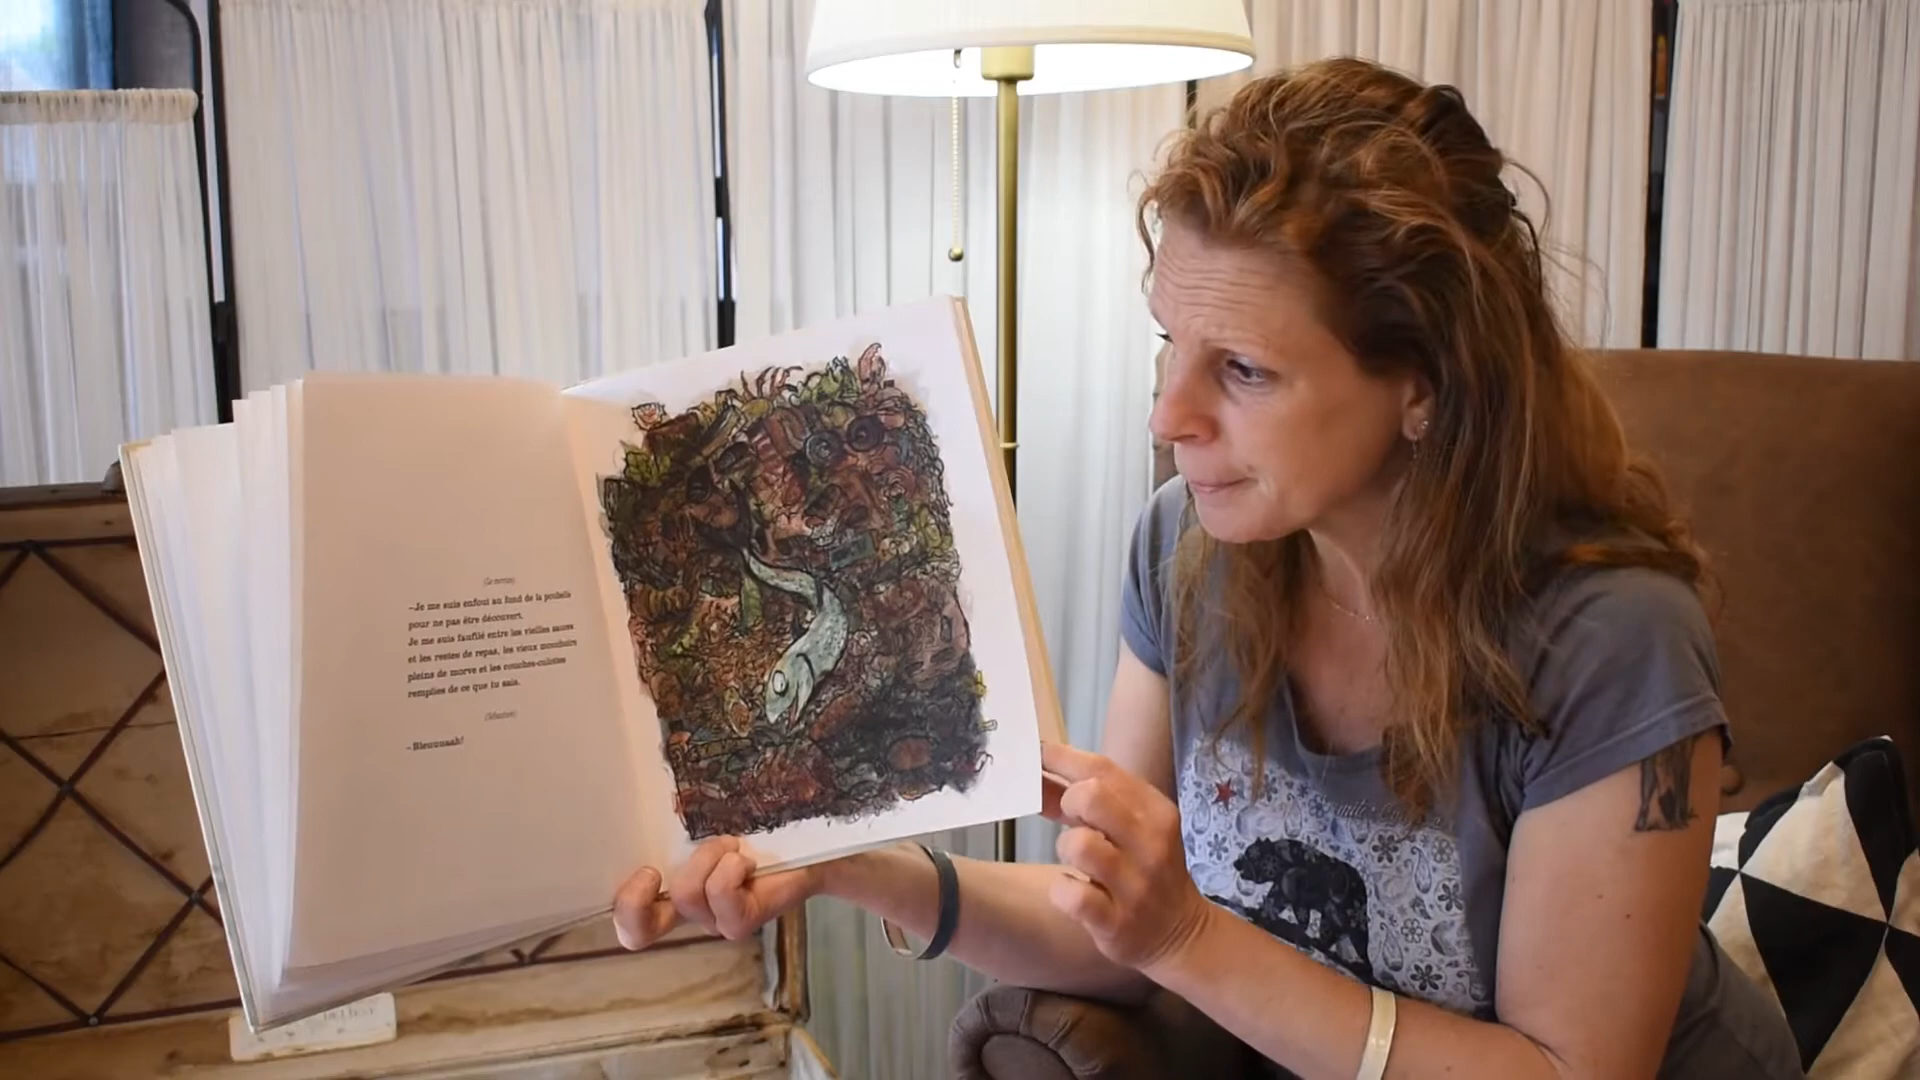 –Je me suis enfoui au fond de la poubelle
pour ne pas être découvert.
Je me suis faufilé entre les vieilles sauces
et les restes de repas, les vieux mouchoirs
pleins de morve et les couches-culottes
remplies de ce que tu sais.
(Sébastien)
–Bleuuuaah!